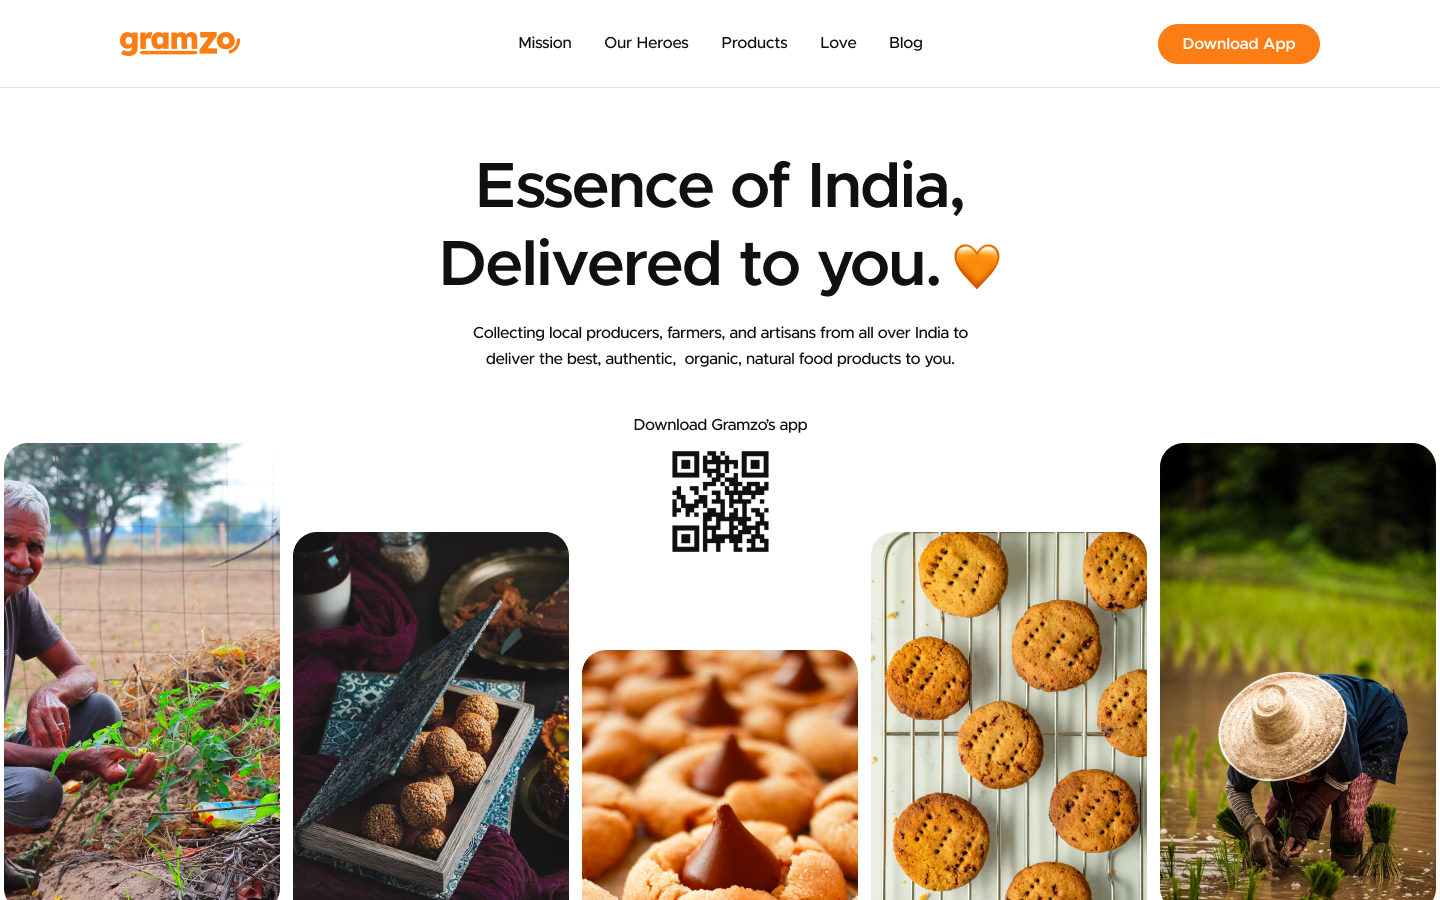 gramzo
Mission
Our Heroes
Products
Love
Blog
Download App
Essence of India,
Delivered to you. 🧡
Collecting local producers, farmers, and artisans from all over India to
deliver the best, authentic,  organic, natural food products to you.
Download Gramzo’s app